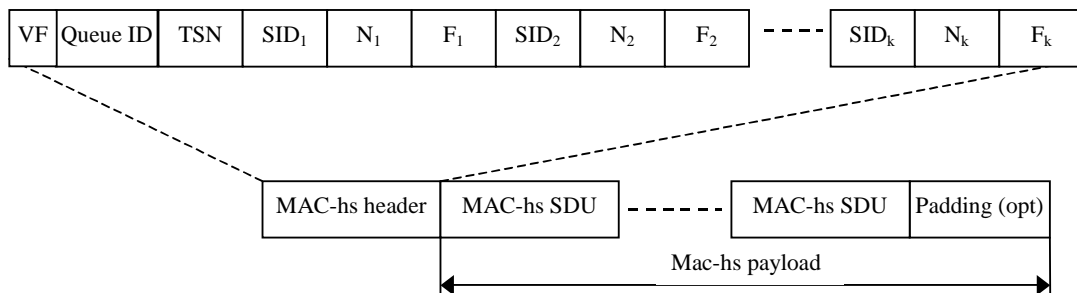 VF Queue ID TSN SID₁ N₁ F₁ SID₂ N₂ F₂ SIDₖ Nₖ Fₖ
MAC-hs header MAC-hs SDU MAC-hs SDU Padding (opt)
Mac-hs payload